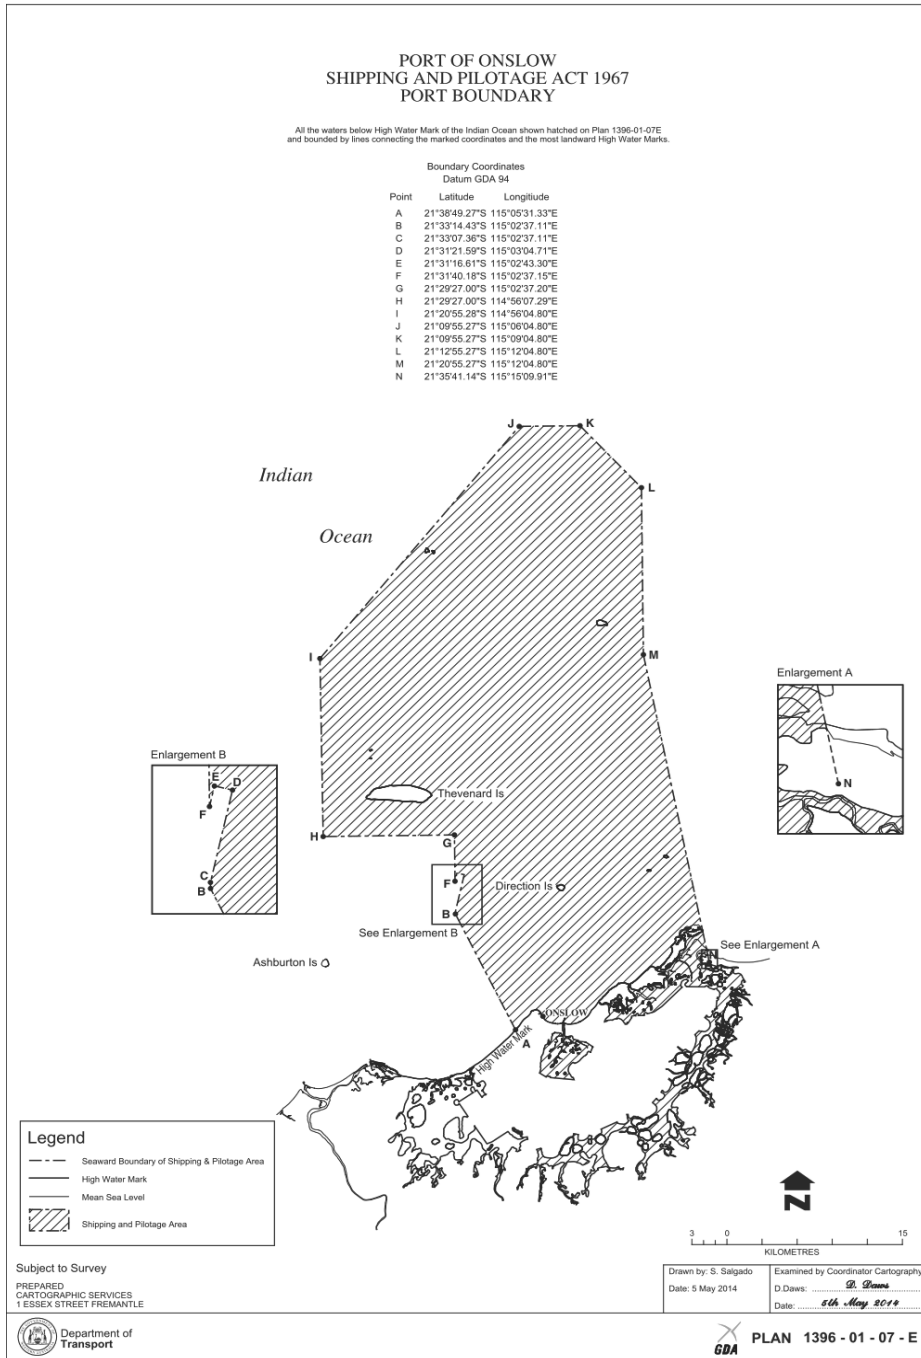 PORT OF ONSLOW
SHIPPING AND PILOTAGE ACT 1967
PORT BOUNDARY
All the waters below High Water Mark of the Indian Ocean shown hatched on Plan 1396-01-07E
and bounded by lines connecting the marked coordinates and the most landward High Water Marks.
Boundary Coordinates
Datum GDA 94
Point Latitude Longitiude
A 21°38'49.27"S 115°05'31.33"E
B 21°33'14.43"S 115°02'37.11"E
C 21°33'07.36"S 115°02'37.11"E
D 21°31'21.59"S 115°03'04.71"E
E 21°31'16.61"S 115°02'43.30"E
F 21°31'40.18"S 115°02'37.15"E
G 21°29'27.00"S 115°02'37.20"E
H 21°29'27.00"S 114°56'07.29"E
I 21°20'55.28"S 114°56'04.80"E
J 21°09'55.27"S 115°06'04.80"E
K 21°09'55.27"S 115°09'04.80"E
L 21°12'55.27"S 115°12'04.80"E
M 21°20'55.27"S 115°12'04.80"E
N 21°35'41.14"S 115°15'09.91"E
J
K
Indian
L
Ocean
I
M
Enlargement A
N
Enlargement B
E
D
F
C
B
Thevenard Is
H
G
F
Direction Is
B
See Enlargement B
See Enlargement A
N
Ashburton Is
ONSLOW
A
High Water Mark
Legend
Seaward Boundary of Shipping & Pilotage Area
High Water Mark
Mean Sea Level
Shipping and Pilotage Area
N
3 0 15
KILOMETRES
Subject to Survey
PREPARED
CARTOGRAPHIC SERVICES
1 ESSEX STREET FREMANTLE
Drawn by: S. Salgado
Date: 5 May 2014
Examined by Coordinator Cartography
D.Daws: D. Daws
Date: 5th May 2014
Department of
Transport
GDA
PLAN 1396 - 01 - 07 - E